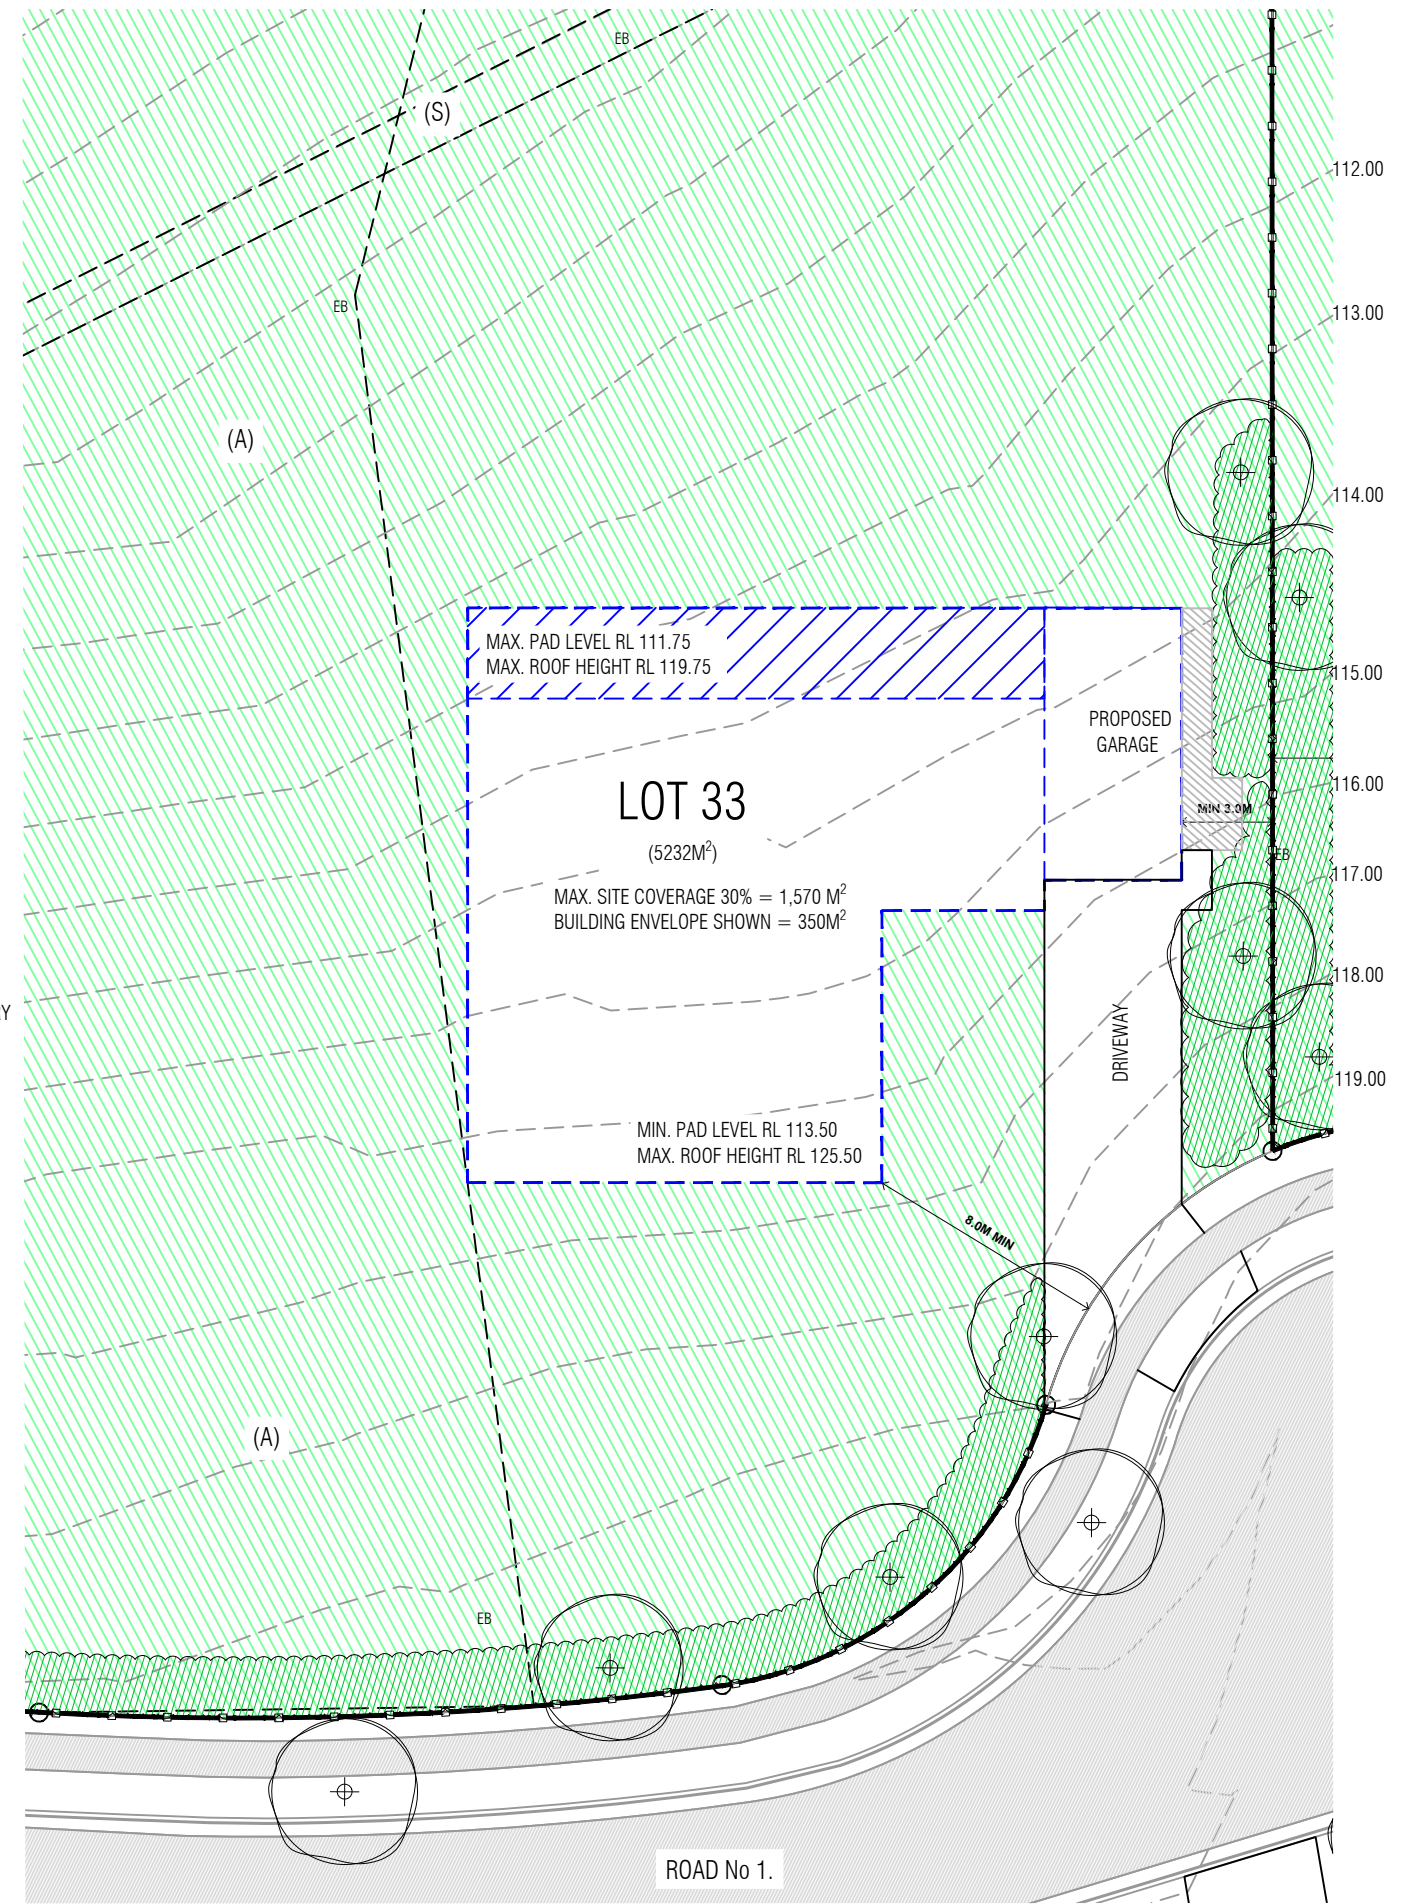 EB
(S)
112.00
EB
113.00
(A)
114.00
MAX. PAD LEVEL RL 111.75
MAX. ROOF HEIGHT RL 119.75
115.00
PROPOSED
GARAGE
116.00
LOT 33
MIN 3.0M
(5232M²)
EB
117.00
MAX. SITE COVERAGE 30% = 1,570 M²
BUILDING ENVELOPE SHOWN = 350M²
118.00
RY
DRIVEWAY
119.00
MIN. PAD LEVEL RL 113.50
MAX. ROOF HEIGHT RL 125.50
8.0M MIN
(A)
EB
ROAD No 1.